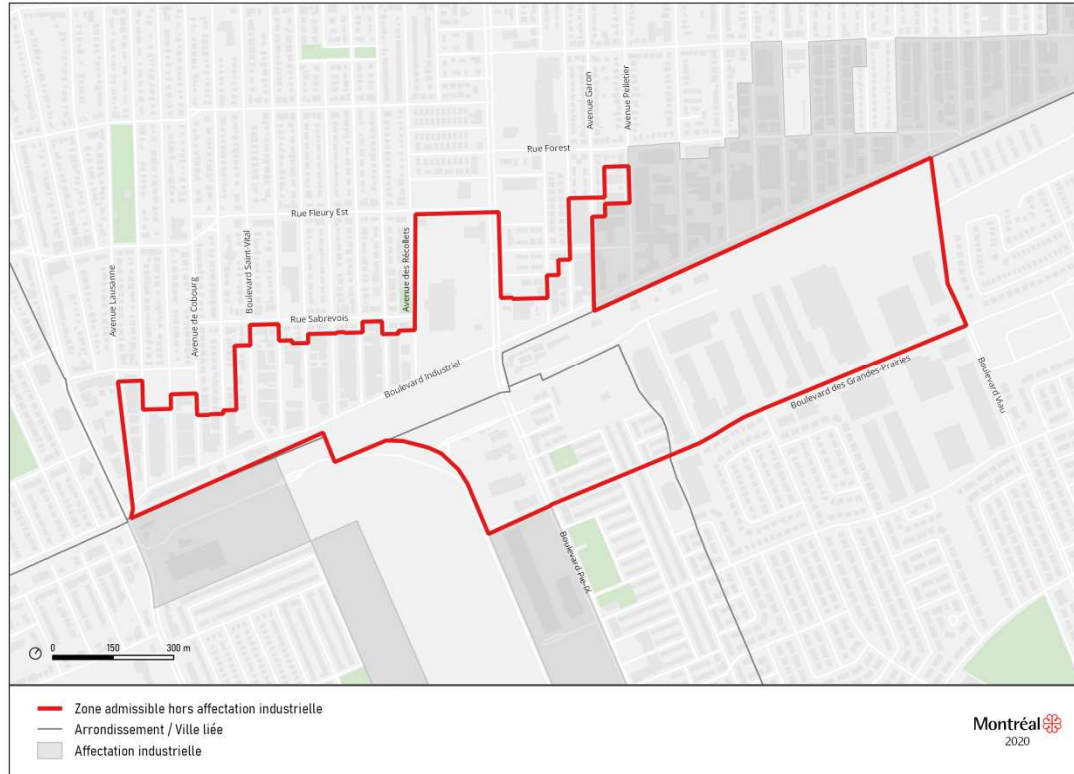 Avenue Garon
Avenue Pelletier
Rue Forest
Rue Fleury Est
Avenue des Récollets
Boulevard Saint-Vital
Avenue de Cobourg
Avenue Lausanne
Rue Sabrevois
Boulevard Industriel
Boulevard des Grandes-Prairies
Boulevard Viau
Boulevard Pie-IX
0 150 300 m
Zone admissible hors affectation industrielle
Arrondissement / Ville liée
Affectation industrielle
Montréal
2020